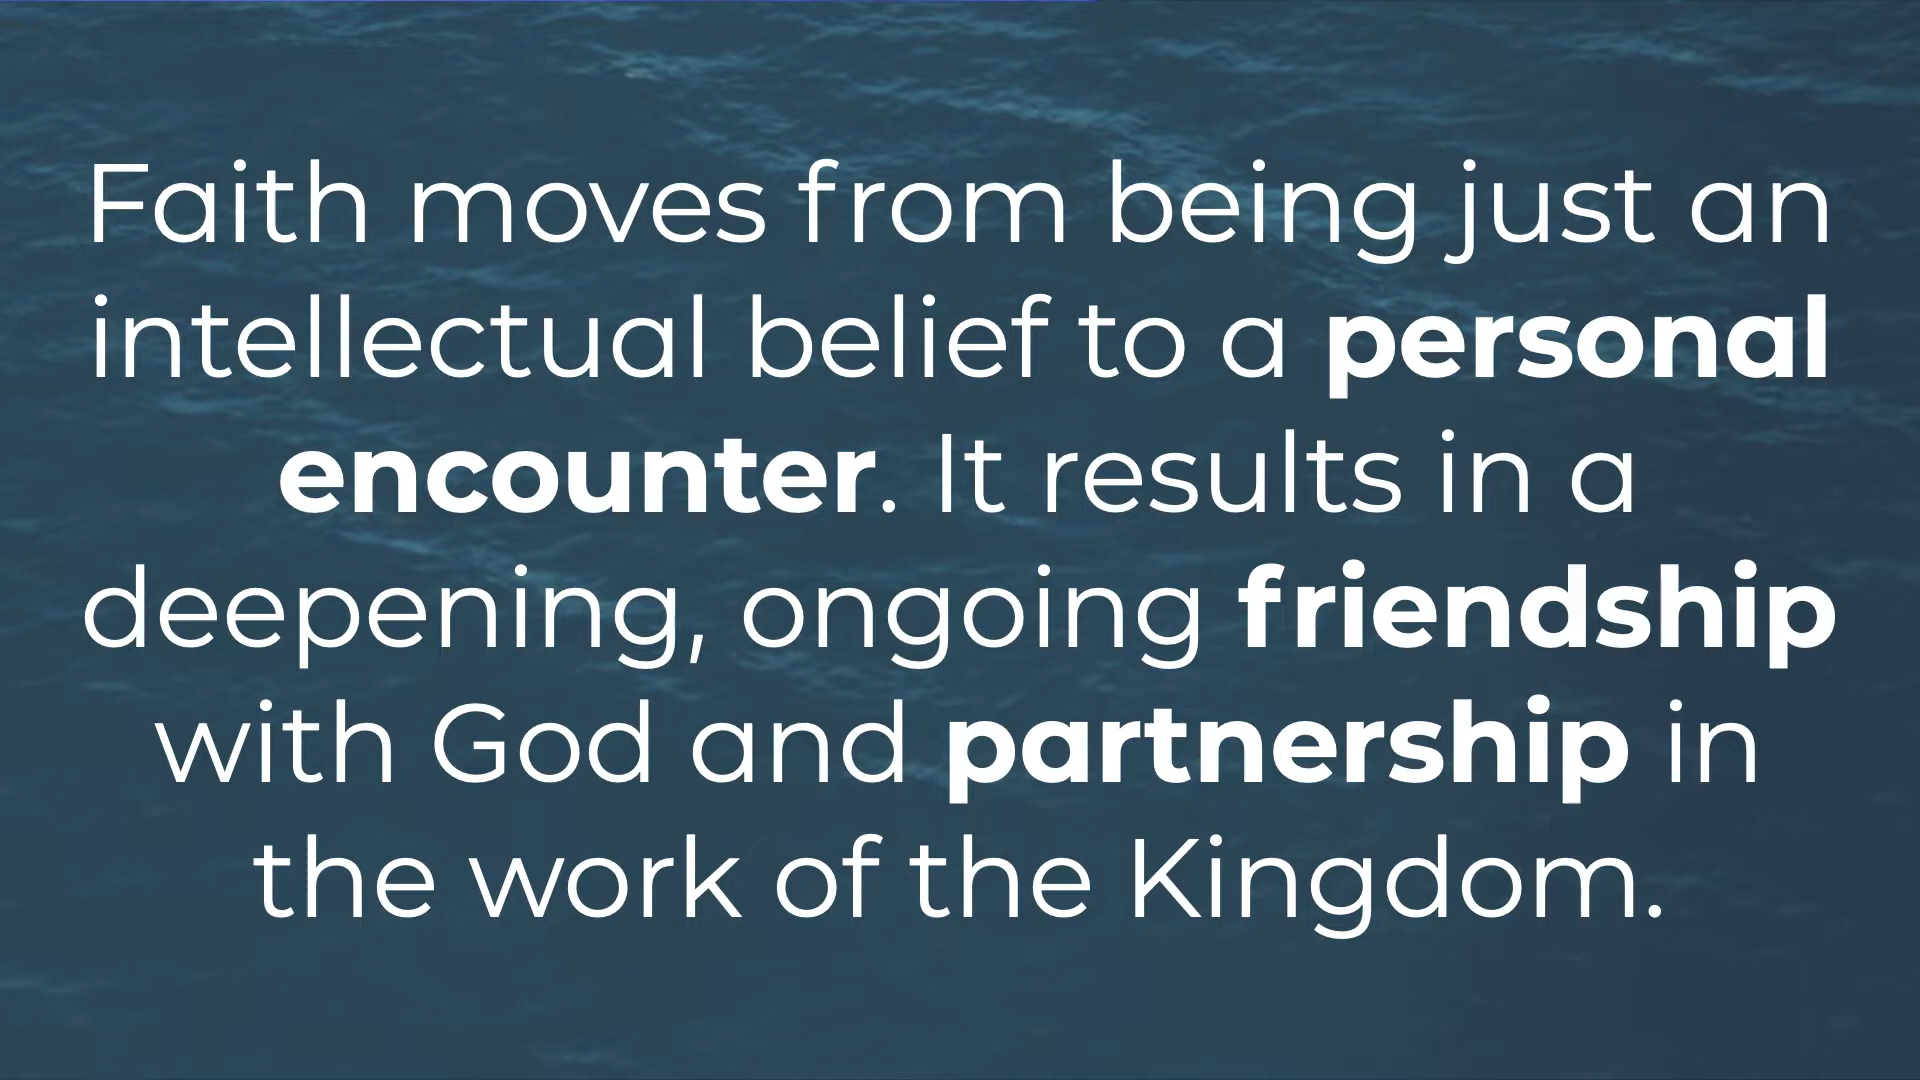 Faith moves from being just an
intellectual belief to a personal
encounter. It results in a
deepening, ongoing friendship
with God and partnership in
the work of the Kingdom.